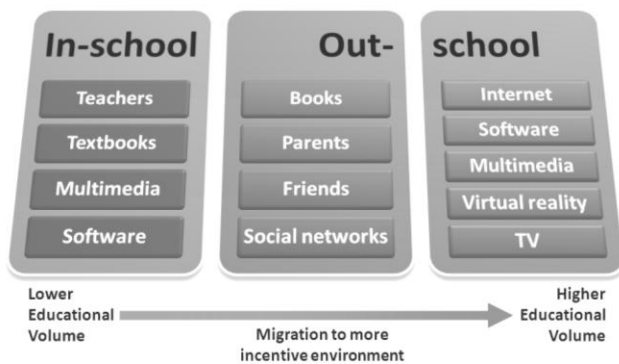 In-school
Teachers
Textbooks
Multimedia
Software
Out- school
Books
Parents
Friends
Social networks
Internet
Software
Multimedia
Virtual reality
TV
Lower
Educational
Volume
Migration to more
incentive environment
Higher
Educational
Volume